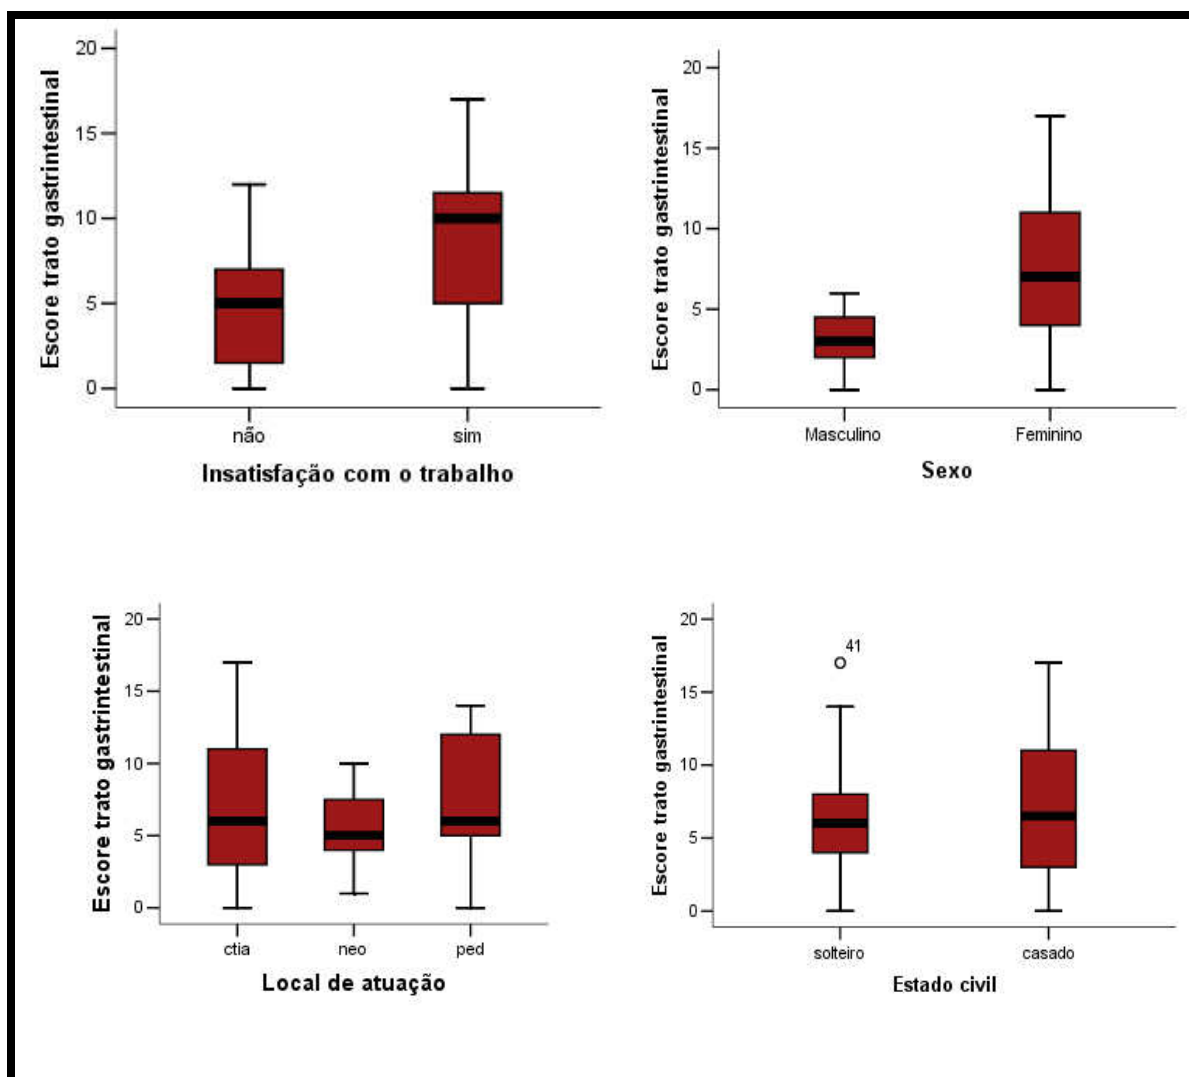 Escore trato gastrintestinal
20
15
10
5
0
não sim
Insatisfação com o trabalho
Escore trato gastrintestinal
20
15
10
5
0
Masculino Feminino
Sexo
Escore trato gastrintestinal
20
15
10
5
0
ctia neo ped
Local de atuação
Escore trato gastrintestinal
20
15
10
5
0
41
solteiro casado
Estado civil